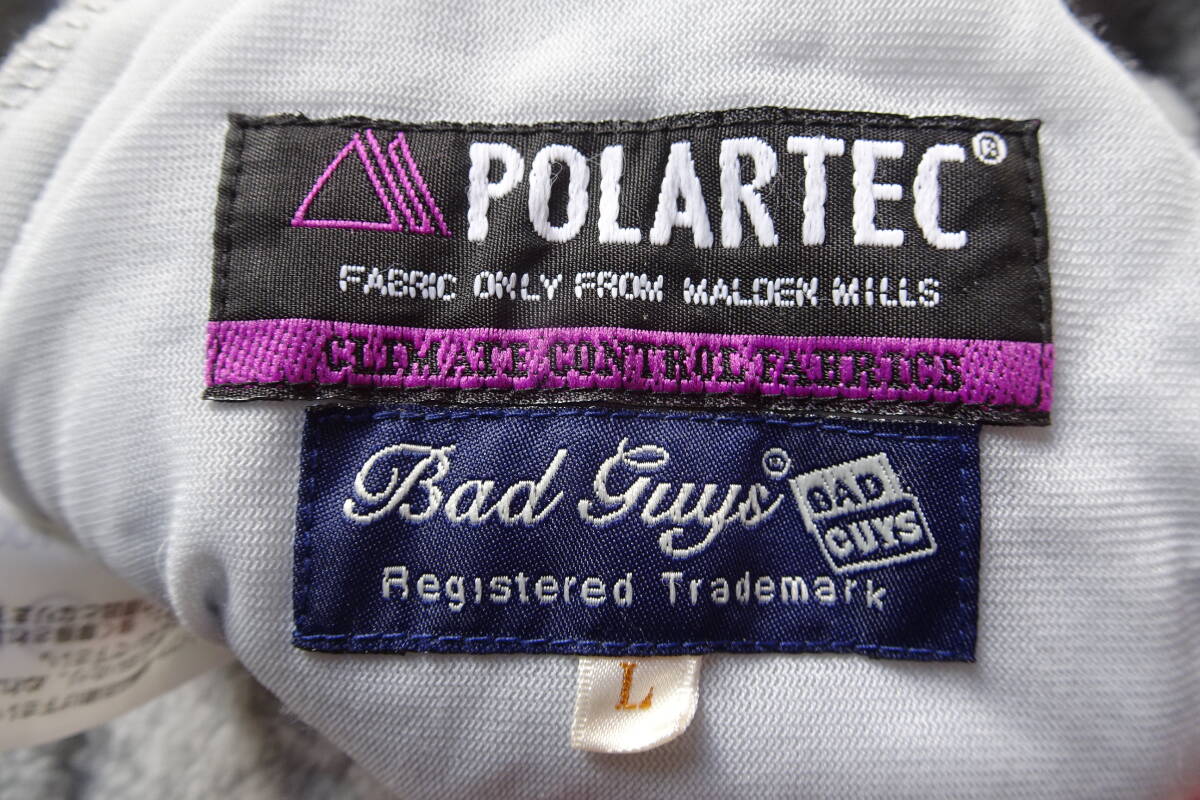 POLARTEC®
FABRIC ONLY FROM MALDEN MILLS
CLIMATE CONTROL FABRICS
Bad Guys®
BAD
GUYS
Registered Trademark
L